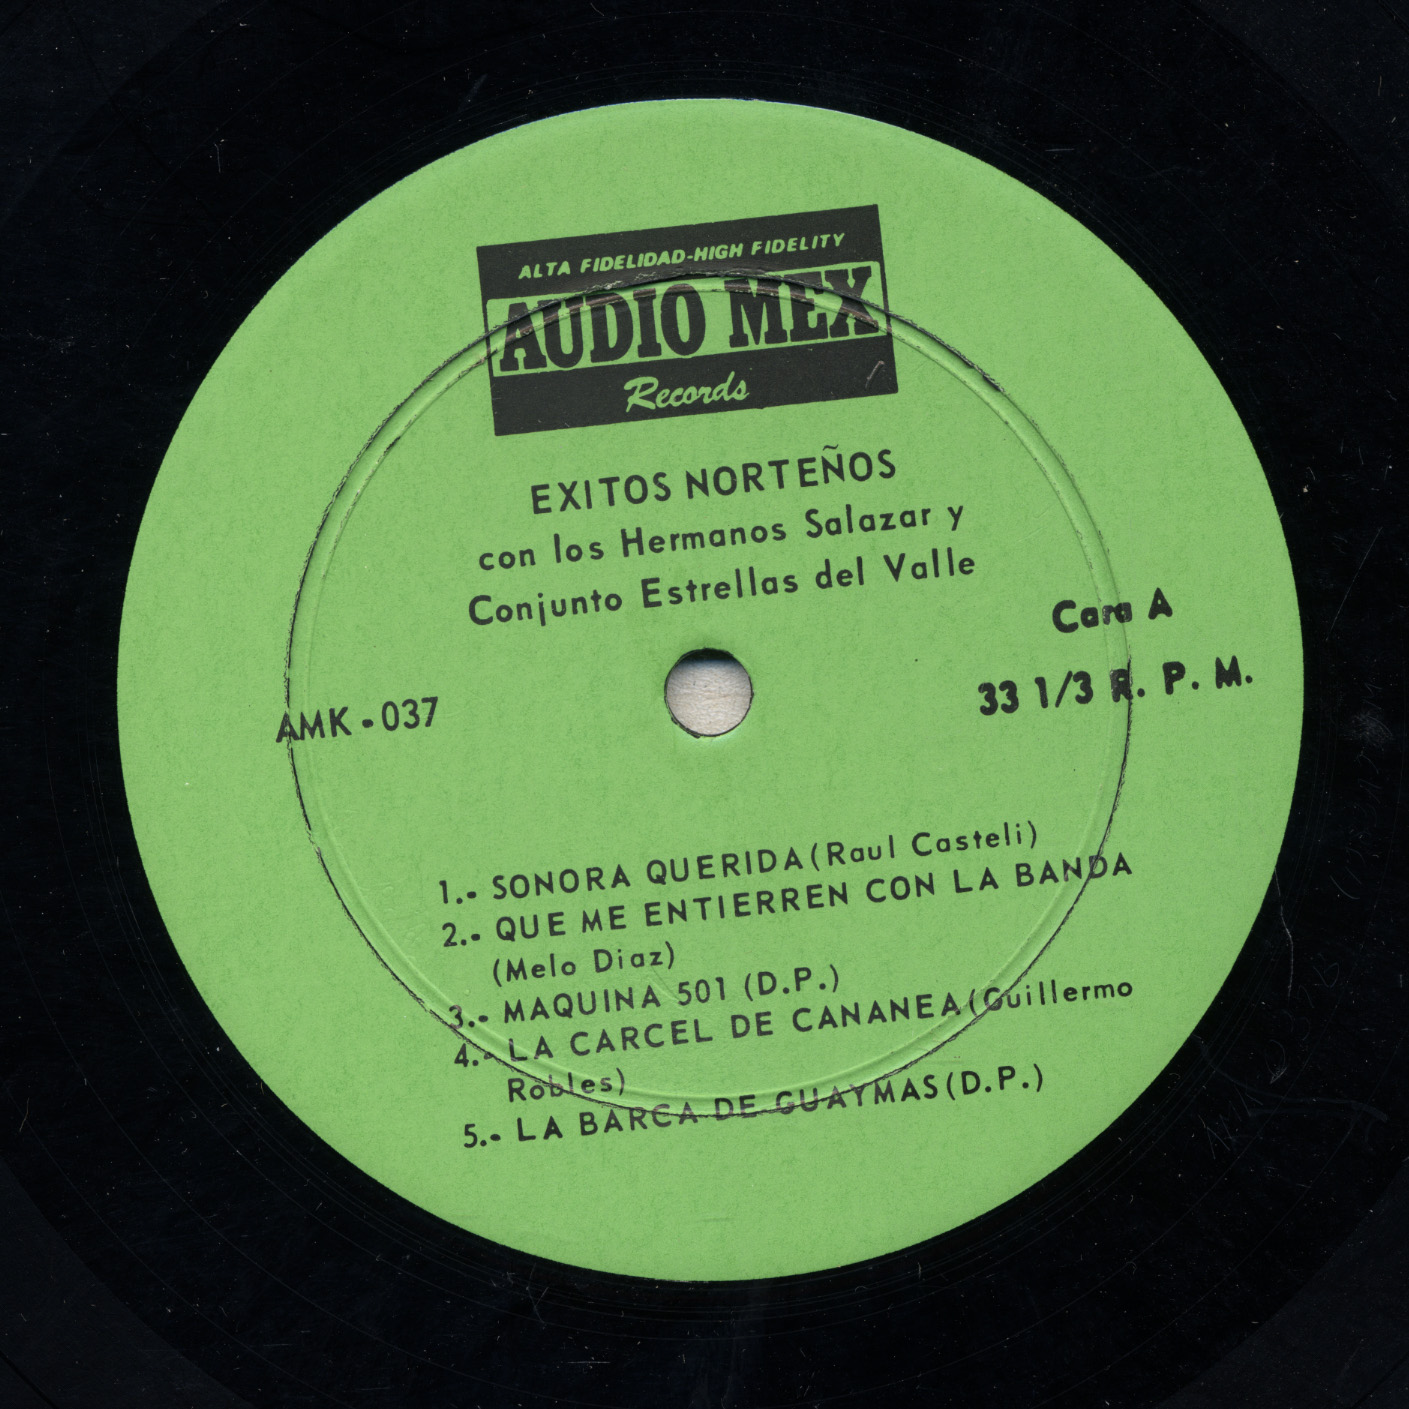 ALTA FIDELIDAD-HIGH FIDELITY
AUDIO MEX
Records
EXITOS NORTEÑOS
con los Hermanos Salazar y
Conjunto Estrellas del Valle
Cara A
AMK - 037
33 1/3 R. P. M.
1.- SONORA QUERIDA (Raul Casteli)
2.- QUE ME ENTIERREN CON LA BANDA
(Melo Diaz)
3.- MAQUINA 501 (D.P.)
4.- LA CARCEL DE CANANEA (Guillermo
Robles)
5.- LA BARCA DE GUAYMAS (D.P.)